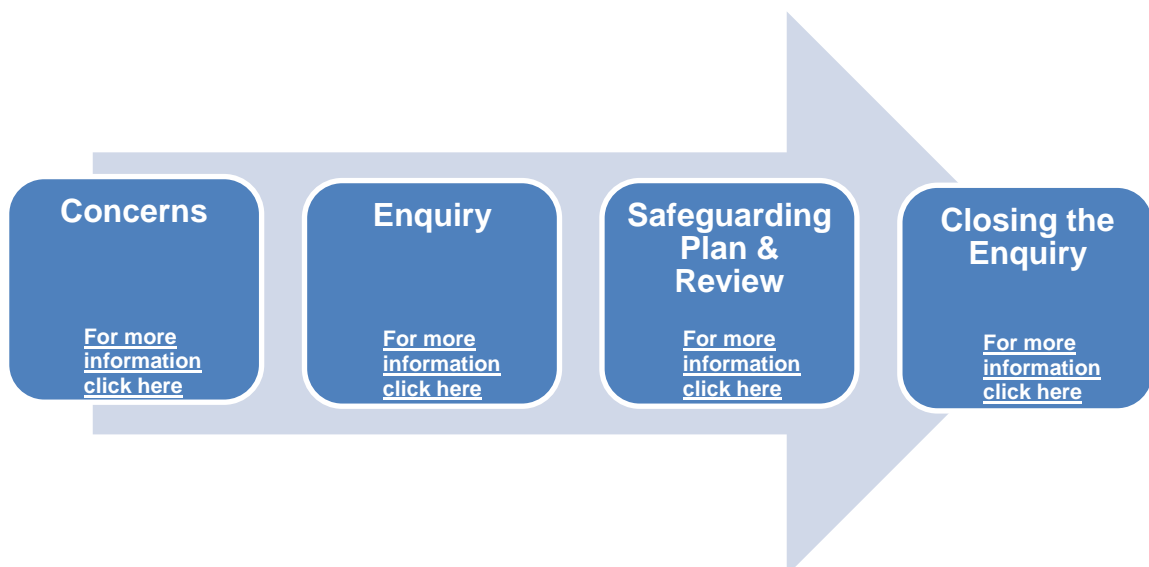 Concerns
For more
information
click here
Enquiry
For more
information
click here
Safeguarding
Plan &
Review
For more
information
click here
Closing the
Enquiry
For more
information
click here